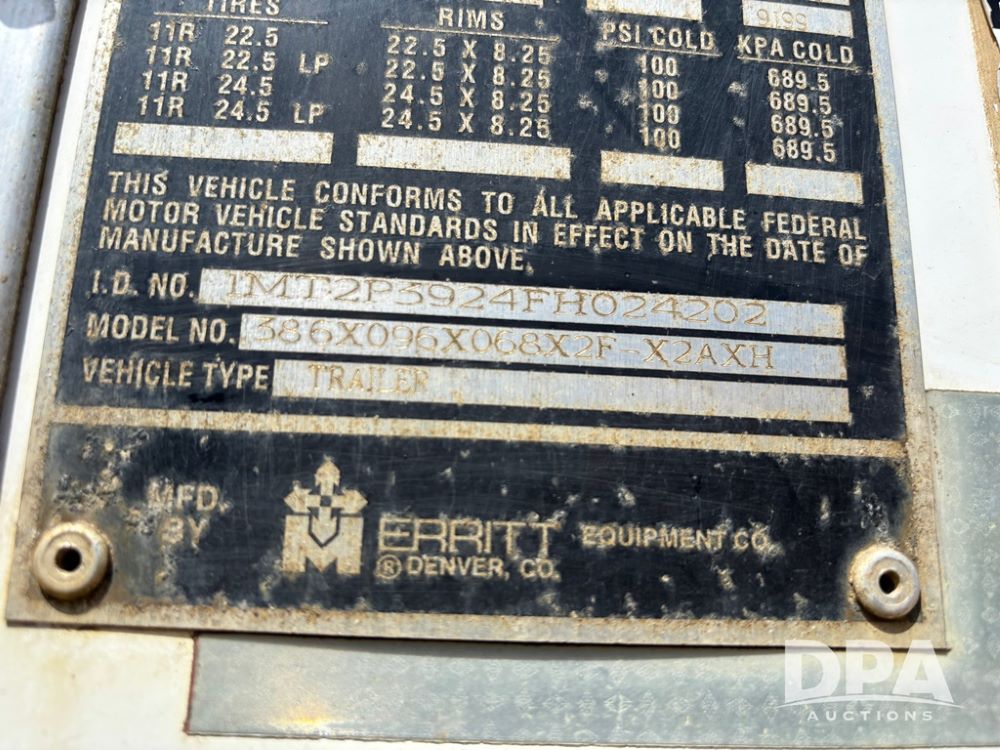 TIRES RIMS PSI COLD KPA COLD
11R 22.5 22.5 X 8.25 100 689.5
11R 22.5 LP 22.5 X 8.25 100 689.5
11R 24.5 24.5 X 8.25 100 689.5
11R 24.5 LP 24.5 X 8.25 100 689.5
THIS VEHICLE CONFORMS TO ALL APPLICABLE FEDERAL
MOTOR VEHICLE STANDARDS IN EFFECT ON THE DATE OF
MANUFACTURE SHOWN ABOVE.
I.D. NO. 1MT2P3924FH024202
MODEL NO. 386X096X068X2F-X2AXH
VEHICLE TYPE TRAILER
MFD. BY
M ERRITT EQUIPMENT CO.
® DENVER, CO.
DPA
AUCTIONS